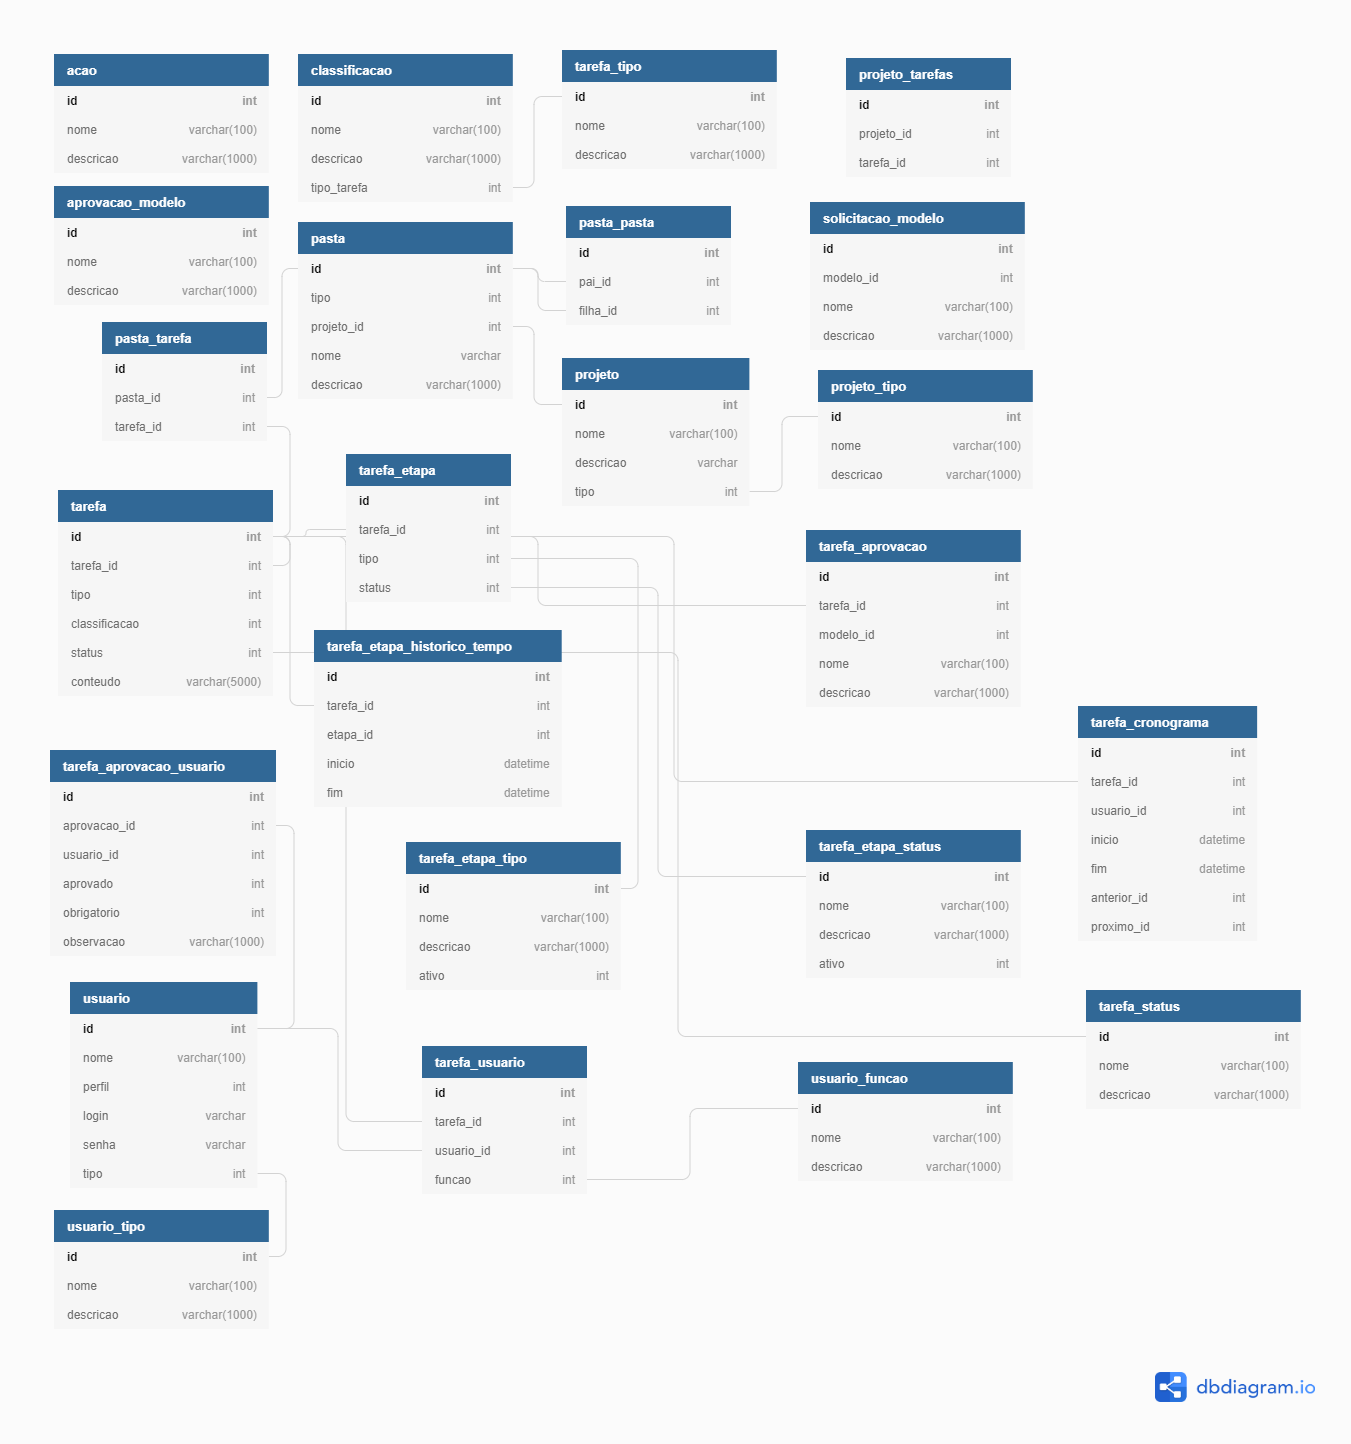 acao
id int
nome varchar(100)
descricao varchar(1000)
classificacao
id int
nome varchar(100)
descricao varchar(1000)
tipo_tarefa int
tarefa_tipo
id int
nome varchar(100)
descricao varchar(1000)
projeto_tarefas
id int
projeto_id int
tarefa_id int
aprovacao_modelo
id int
nome varchar(100)
descricao varchar(1000)
pasta
id int
tipo int
projeto_id int
nome varchar
descricao varchar(1000)
pasta_pasta
id int
pai_id int
filha_id int
solicitacao_modelo
id int
modelo_id int
nome varchar(100)
descricao varchar(1000)
pasta_tarefa
id int
pasta_id int
tarefa_id int
projeto
id int
nome varchar(100)
descricao varchar
tipo int
projeto_tipo
id int
nome varchar(100)
descricao varchar(1000)
tarefa_etapa
id int
tarefa_id int
tipo int
status int
tarefa
id int
tarefa_id int
tipo int
classificacao int
status int
conteudo varchar(5000)
tarefa_aprovacao
id int
tarefa_id int
modelo_id int
nome varchar(100)
descricao varchar(1000)
tarefa_etapa_historico_tempo
id int
tarefa_id int
etapa_id int
inicio datetime
fim datetime
tarefa_cronograma
id int
tarefa_id int
usuario_id int
inicio datetime
fim datetime
anterior_id int
proximo_id int
tarefa_aprovacao_usuario
id int
aprovacao_id int
usuario_id int
aprovado int
obrigatorio int
observacao varchar(1000)
tarefa_etapa_tipo
id int
nome varchar(100)
descricao varchar(1000)
ativo int
tarefa_etapa_status
id int
nome varchar(100)
descricao varchar(1000)
ativo int
usuario
id int
nome varchar(100)
perfil int
login varchar
senha varchar
tipo int
tarefa_status
id int
nome varchar(100)
descricao varchar(1000)
tarefa_usuario
id int
tarefa_id int
usuario_id int
funcao int
usuario_funcao
id int
nome varchar(100)
descricao varchar(1000)
usuario_tipo
id int
nome varchar(100)
descricao varchar(1000)
dbdiagram.io